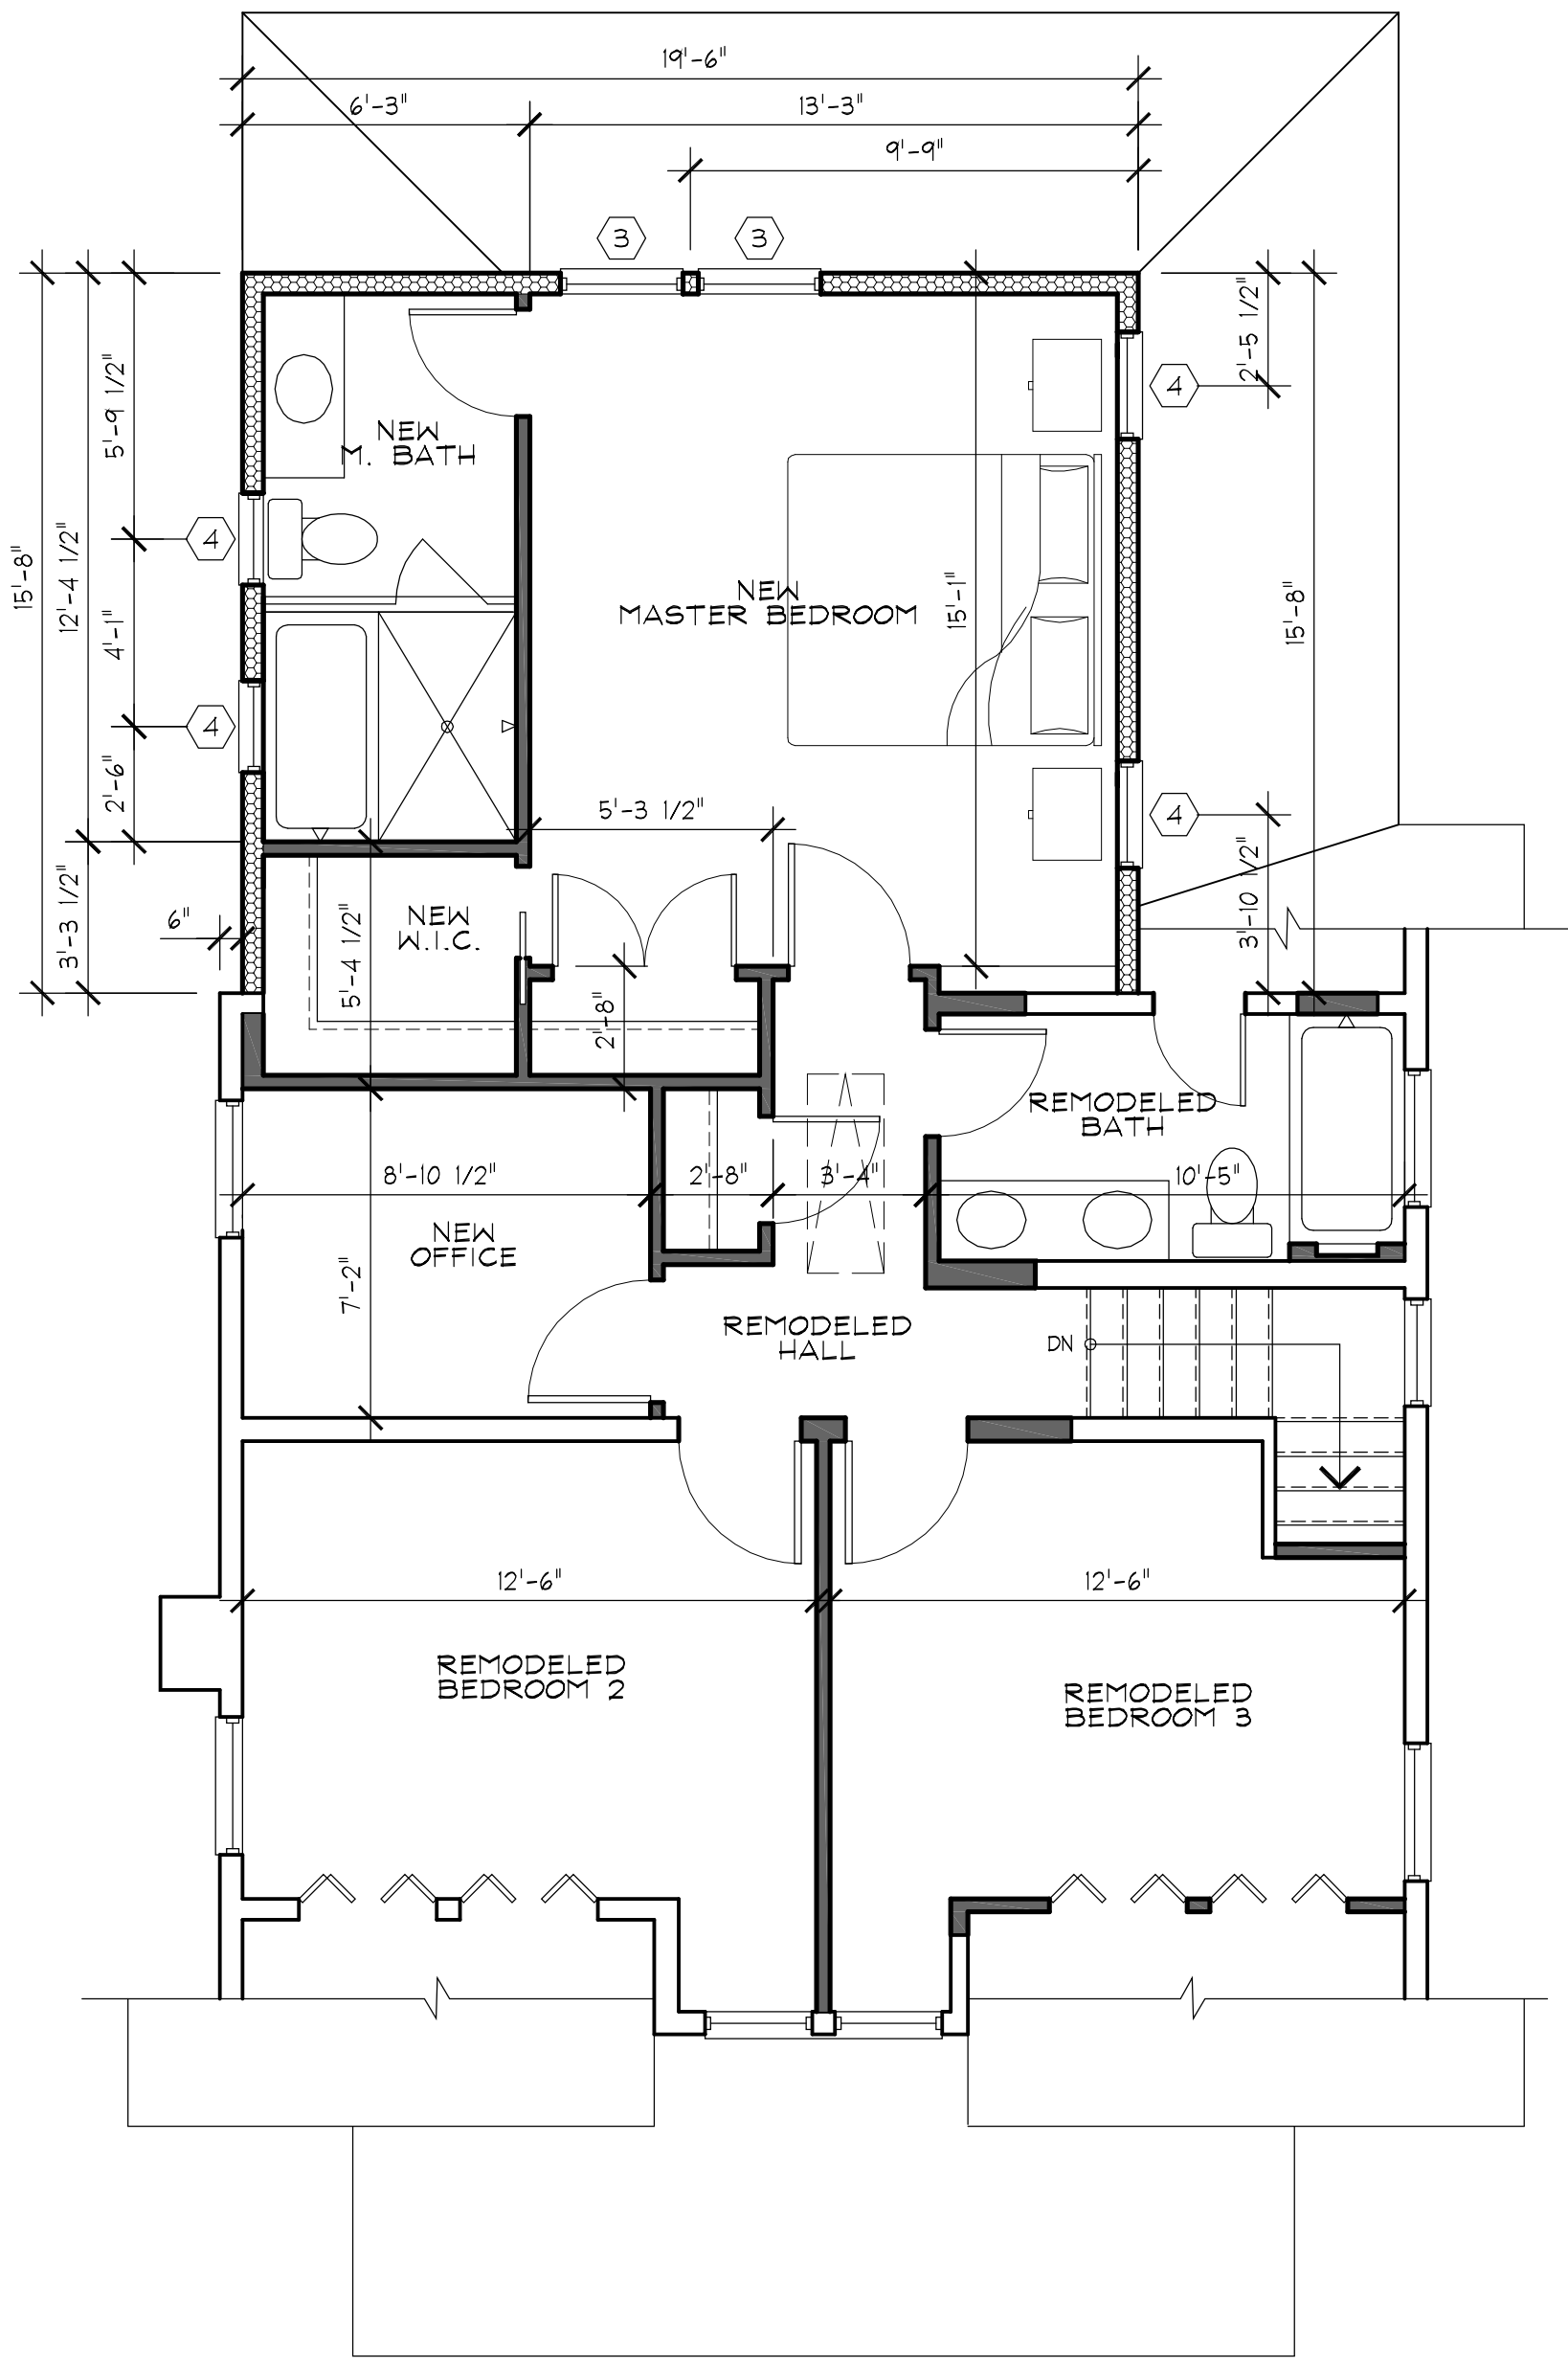 19'-6"
6'-3"
13'-3"
9'-9"
3
3
2'-5 1/2"
4
5'-9 1/2"
NEW
M. BATH
4
15'-8"
12'-4 1/2"
4'-1"
NEW
MASTER BEDROOM
15'-1"
15'-8"
4
2'-6"
5'-3 1/2"
4
3'-10 1/2"
6"
3'-3 1/2"
NEW
W.I.C.
5'-4 1/2"
2'-8"
REMODELED
BATH
8'-10 1/2"
2'-8"
3'-4"
10'-5"
NEW
OFFICE
7'-2"
REMODELED
HALL
DN
12'-6"
12'-6"
REMODELED
BEDROOM 2
REMODELED
BEDROOM 3